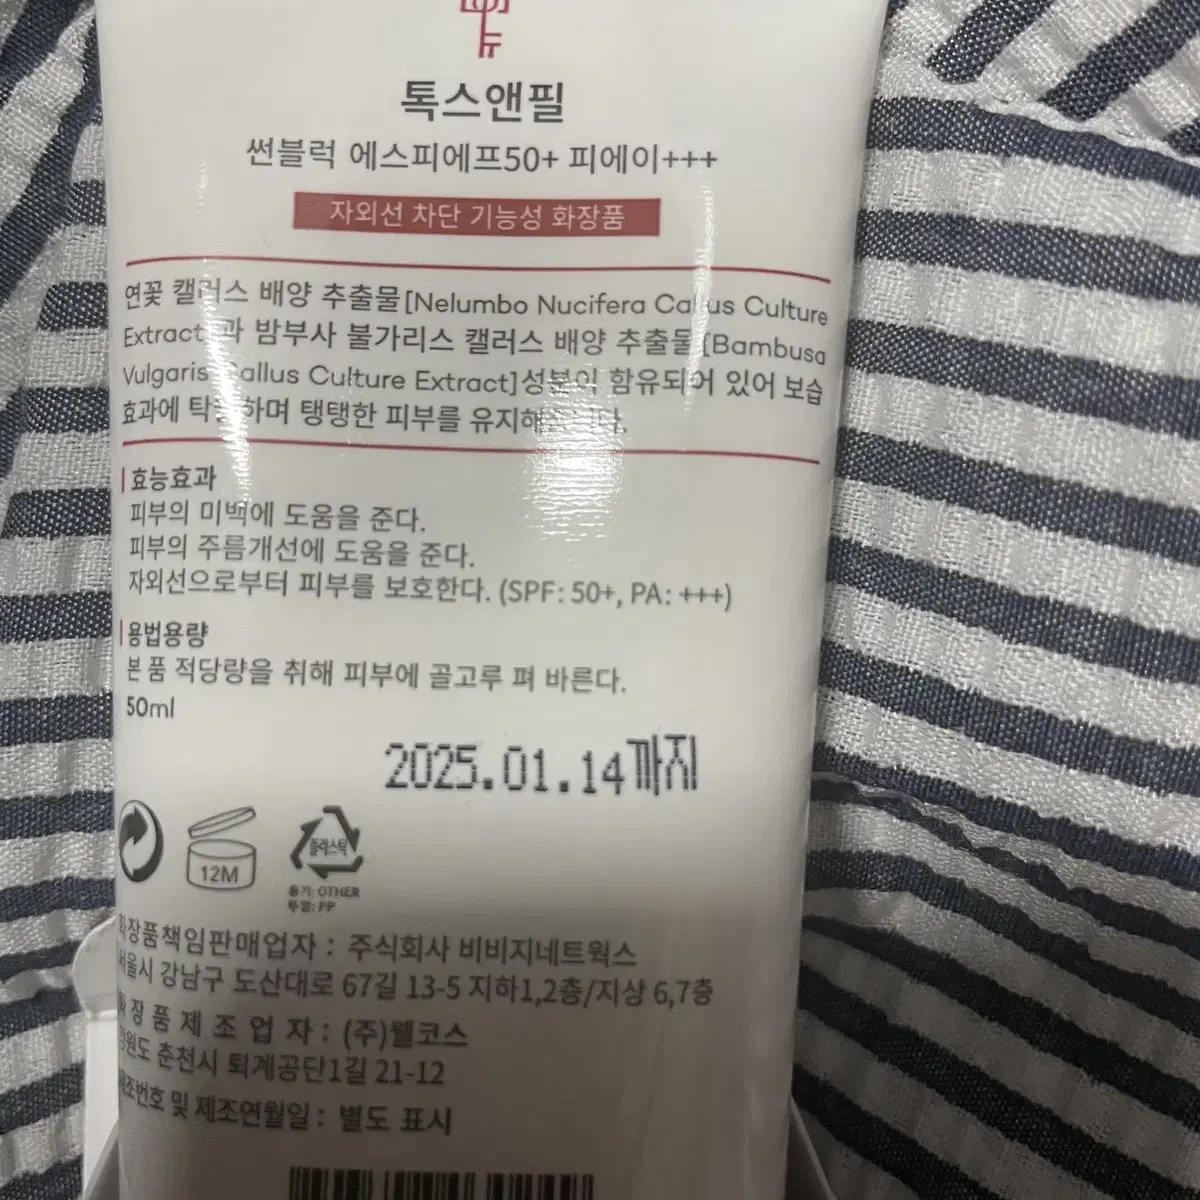 톡스앤필
썬블럭 에스피에프50+ 피에이+++
자외선 차단 기능성 화장품
연꽃 캘러스 배양 추출물[Nelumbo Nucifera Callus Culture
Extract]과 밤부사 불가리스 캘러스 배양 추출물[Bambusa
Vulgaris Callus Culture Extract]성분이 함유되어 있어 보습
효과에 탁월하며 탱탱한 피부를 유지해줍니다.
효능효과
피부의 미백에 도움을 준다.
피부의 주름개선에 도움을 준다.
자외선으로부터 피부를 보호한다. (SPF: 50+, PA: +++)
용법용량
본 품 적당량을 취해 피부에 골고루 펴 바른다.
50ml
2025.01.14까지
12M
플라스틱
용기: OTHER
뚜껑: PP
화장품책임판매업자 : 주식회사 비비지네트웍스
서울시 강남구 도산대로 67길 13-5 지하1,2층/지상 6,7층
화 장 품 제 조 업 자 : (주)웰코스
강원도 춘천시 퇴계공단1길 21-12
제조번호 및 제조연월일 : 별도 표시